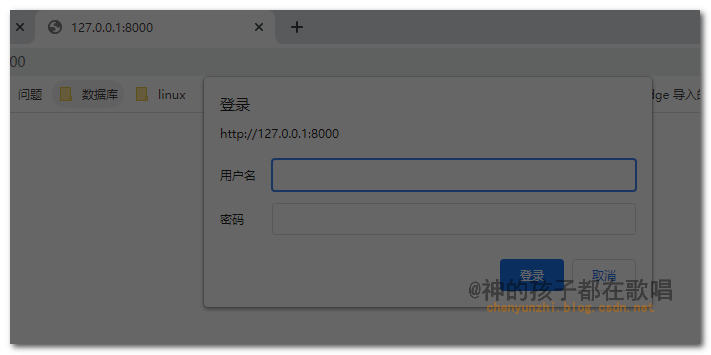 127.0.0.1:8000
00
问题 数据库 linux dge 导入的
登录
http://127.0.0.1:8000
用户名
密码
登录 取消
@神的孩子都在歌唱
chenyunzhi.blog.csdn.net